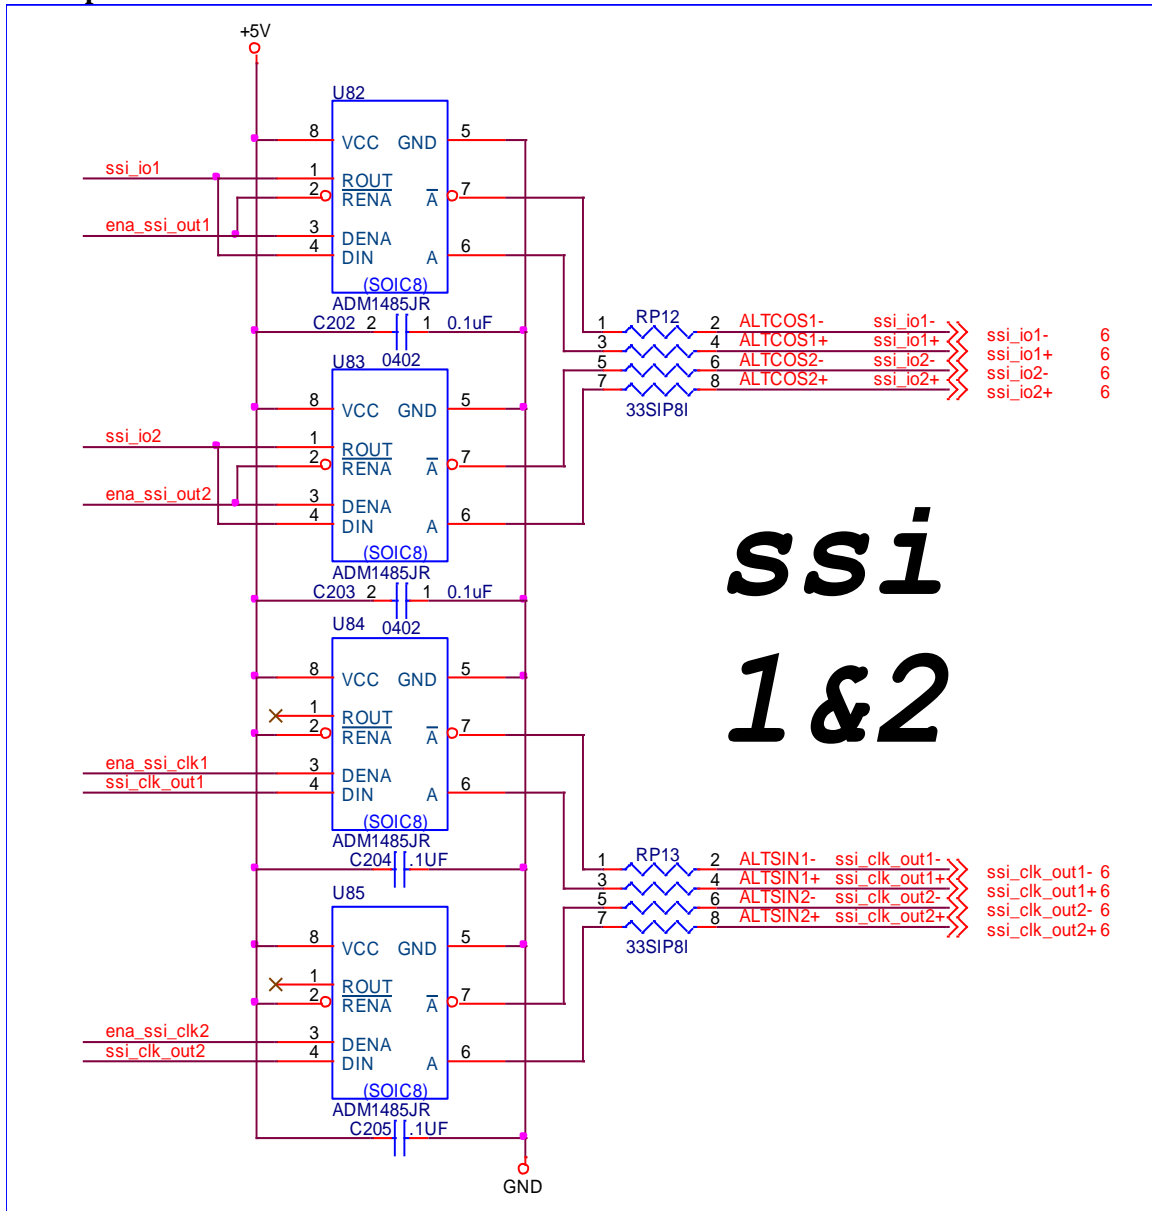 +5V
U82
8 VCC GND 5
ssi_io1
1 ROUT
2 RENA A 7
ena_ssi_out1
3 DENA
4 DIN A 6
(SOIC8)
ADM1485JR
C202 2 1 0.1uF
0402
1 RP12 2 ALTCOS1- ssi_io1- ssi_io1- 6
3 4 ALTCOS1+ ssi_io1+ ssi_io1+ 6
5 6 ALTCOS2- ssi_io2- ssi_io2- 6
7 8 ALTCOS2+ ssi_io2+ ssi_io2+ 6
33SIP8I
U83
8 VCC GND 5
ssi_io2
1 ROUT
2 RENA A 7
ena_ssi_out2
3 DENA
4 DIN A 6
(SOIC8)
ADM1485JR
C203 2 1 0.1uF
0402
ssi
1&2
U84
8 VCC GND 5
1 ROUT
2 RENA A 7
ena_ssi_clk1 3 DENA
ssi_clk_out1 4 DIN A 6
(SOIC8)
ADM1485JR
C204 .1UF
1 RP13 2 ALTSIN1- ssi_clk_out1- ssi_clk_out1- 6
3 4 ALTSIN1+ ssi_clk_out1+ ssi_clk_out1+ 6
5 6 ALTSIN2- ssi_clk_out2- ssi_clk_out2- 6
7 8 ALTSIN2+ ssi_clk_out2+ ssi_clk_out2+ 6
33SIP8I
U85
8 VCC GND 5
1 ROUT
2 RENA A 7
ena_ssi_clk2 3 DENA
ssi_clk_out2 4 DIN A 6
(SOIC8)
ADM1485JR
C205 .1UF
GND